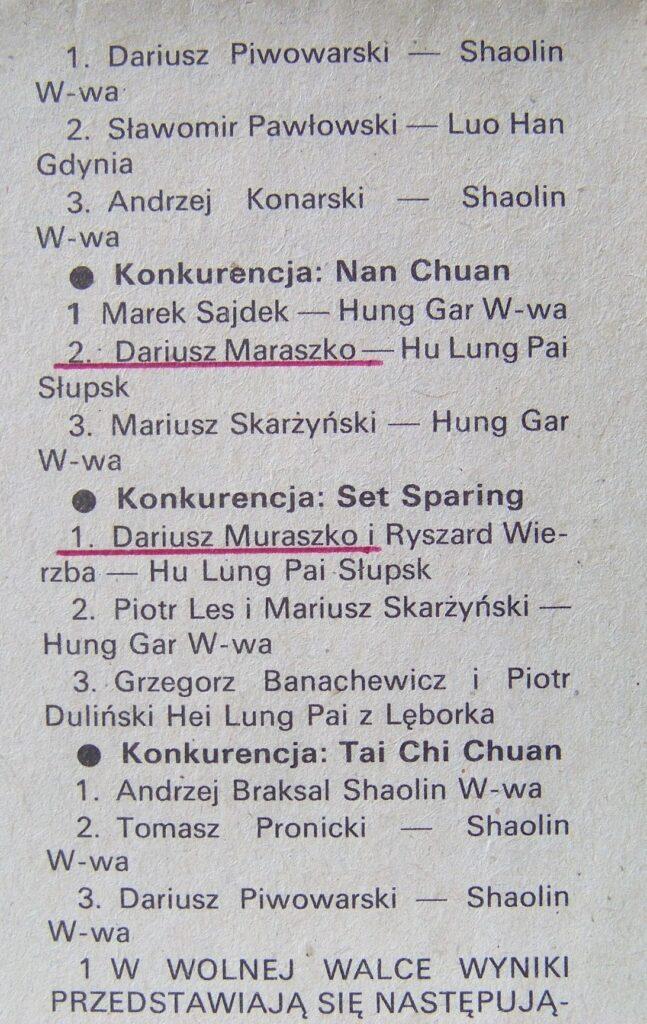 1. Dariusz Piwowarski — Shaolin
W-wa
2. Sławomir Pawłowski — Luo Han
Gdynia
3. Andrzej Konarski — Shaolin
W-wa
● Konkurencja: Nan Chuan
1 Marek Sajdek — Hung Gar W-wa
2. Dariusz Maraszko — Hu Lung Pai
Słupsk
3. Mariusz Skarżyński — Hung Gar
W-wa
● Konkurencja: Set Sparing
1. Dariusz Muraszko i Ryszard Wie-
rzba — Hu Lung Pai Słupsk
2. Piotr Les i Mariusz Skarżyński —
Hung Gar W-wa
3. Grzegorz Banachewicz i Piotr
Duliński Hei Lung Pai z Lęborka
● Konkurencja: Tai Chi Chuan
1. Andrzej Braksal Shaolin W-wa
2. Tomasz Pronicki — Shaolin
W-wa
3. Dariusz Piwowarski — Shaolin
W-wa
1 W WOLNEJ WALCE WYNIKI
PRZEDSTAWIAJĄ SIĘ NASTĘPUJĄ-